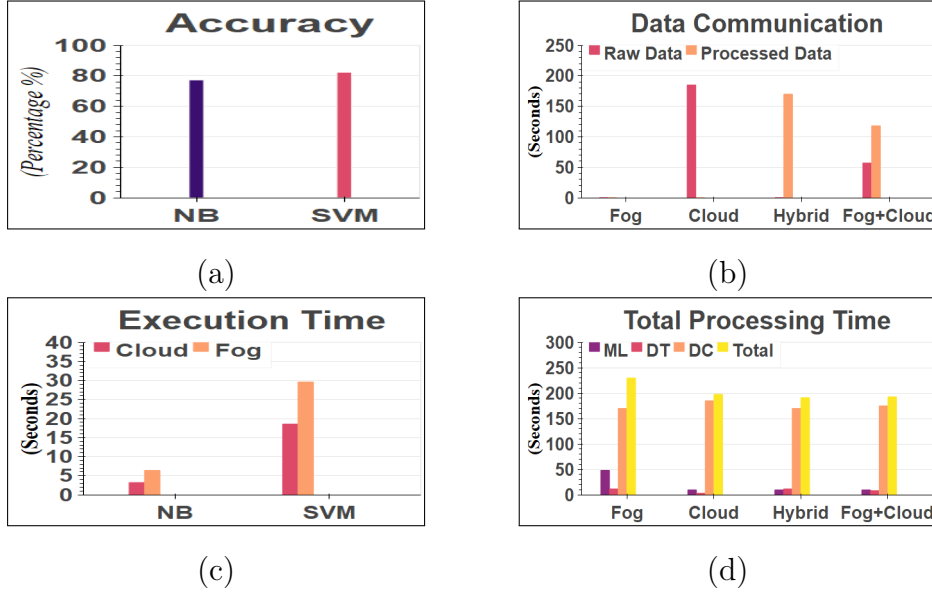 Accuracy
(Percentage %)
100
80
60
40
20
0
NB SVM
(a)
Data Communication
Raw Data Processed Data
(Seconds)
250
200
150
100
50
0
Fog Cloud Hybrid Fog+Cloud
(b)
Execution Time
Cloud Fog
(Seconds)
40
35
30
25
20
15
10
5
0
NB SVM
(c)
Total Processing Time
ML DT DC Total
(Seconds)
300
250
200
150
100
50
0
Fog Cloud Hybrid Fog+Cloud
(d)